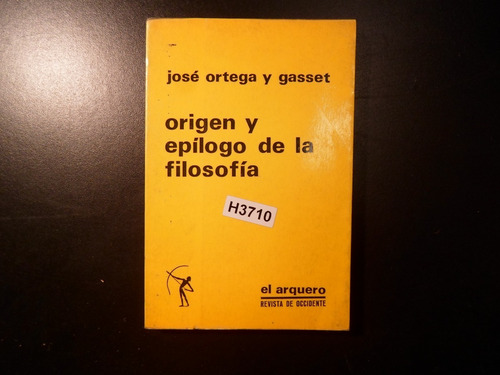 josé ortega y gasset
origen y
epílogo de la
filosofía
H3710
el arquero
REVISTA DE OCCIDENTE